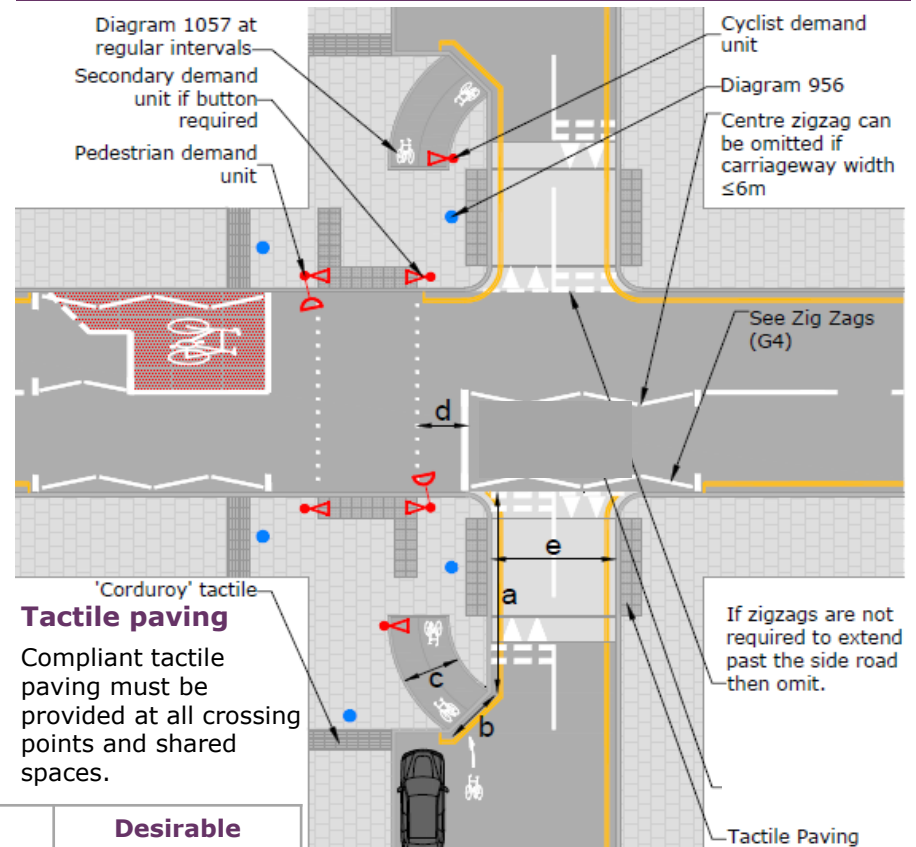 Diagram 1057 at
regular intervals
Secondary demand
unit if button
required
Pedestrian demand
unit
Cyclist demand
unit
Diagram 956
Centre zigzag can
be omitted if
carriageway width
≤6m
See Zig Zags
(G4)
d
e
a
c
b
'Corduroy' tactile
Tactile paving
Compliant tactile
paving must be
provided at all crossing
points and shared
spaces.
If zigzags are not
required to extend
past the side road
then omit.
Tactile Paving
Desirable